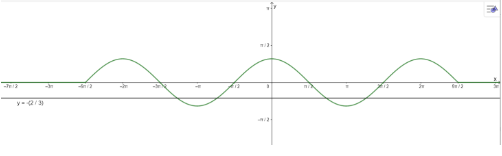 π
y
π / 2
x
−7π / 2 −3π −5π / 2 −2π −3π / 2 −π −π / 2 0 π / 2 π 3π / 2 2π 5π / 2 3π
y = -(2 / 3)
−π / 2